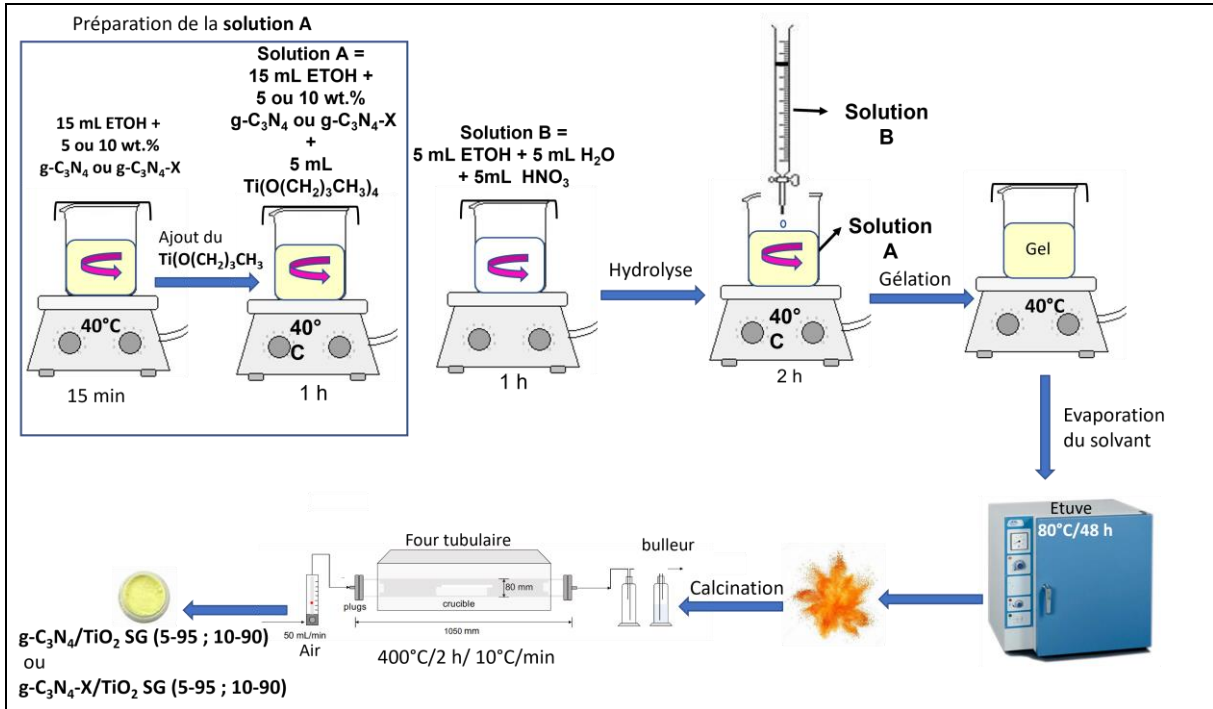 Préparation de la solution A
15 mL ETOH +
5 ou 10 wt.%
g-C₃N₄ ou g-C₃N₄-X
40°C
15 min
Ajout du
Ti(O(CH₂)₃CH₃
Solution A =
15 mL ETOH +
5 ou 10 wt.%
g-C₃N₄ ou g-C₃N₄-X
+
5 mL
Ti(O(CH₂)₃CH₃)₄
40°
C
1 h
Solution B =
5 mL ETOH + 5 mL H₂O
+ 5mL HNO₃
1 h
Hydrolyse
Solution
B
Solution
A
40°
C
2 h
Gélation
Gel
40°C
Evaporation
du solvant
Etuve
80°C/48 h
Calcination
bulleur
Four tubulaire
80 mm
plugs
crucible
1050 mm
50 mL/min
Air
400°C/2 h/ 10°C/min
g-C₃N₄/TiO₂ SG (5-95 ; 10-90)
ou
g-C₃N₄-X/TiO₂ SG (5-95 ; 10-90)